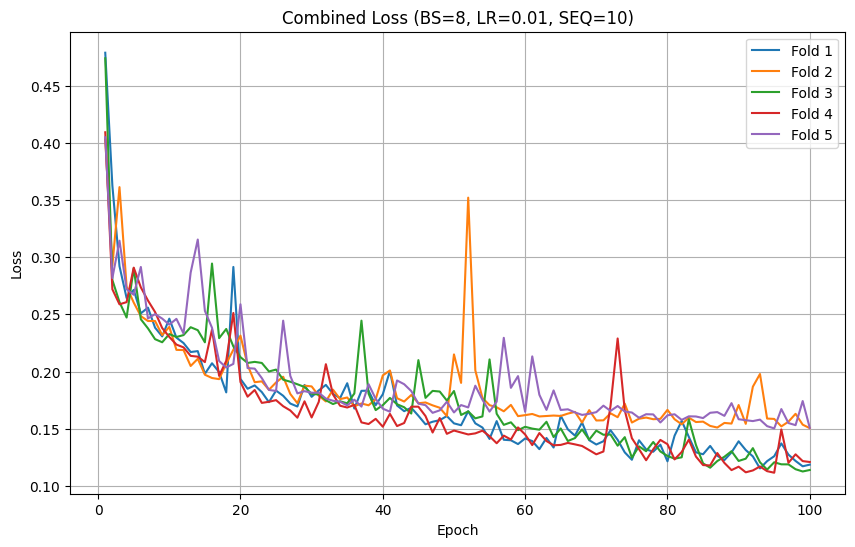 Combined Loss (BS=8, LR=0.01, SEQ=10)
Fold 1
Fold 2
Fold 3
Fold 4
Fold 5
Loss
0.45
0.40
0.35
0.30
0.25
0.20
0.15
0.10
0
20
40
60
80
100
Epoch